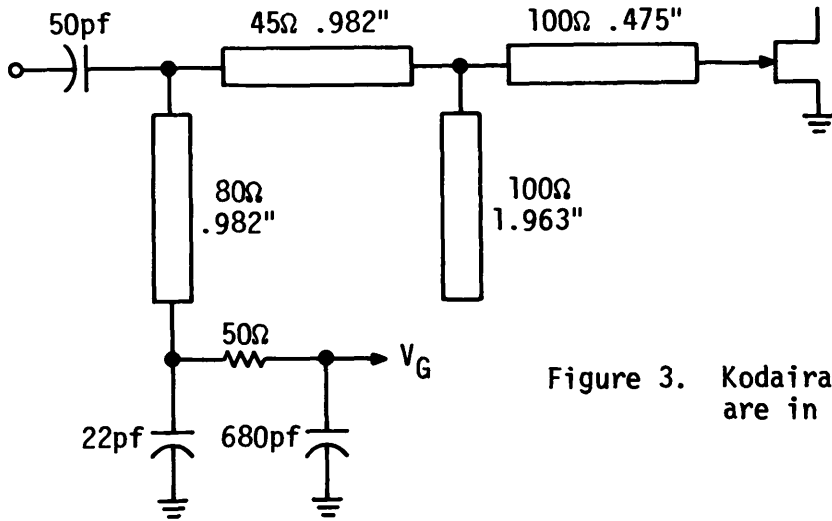 50pf
45Ω .982"
100Ω .475"
80Ω
.982"
100Ω
1.963"
50Ω
V_G
22pf
680pf
Figure 3. Kodaira
are in